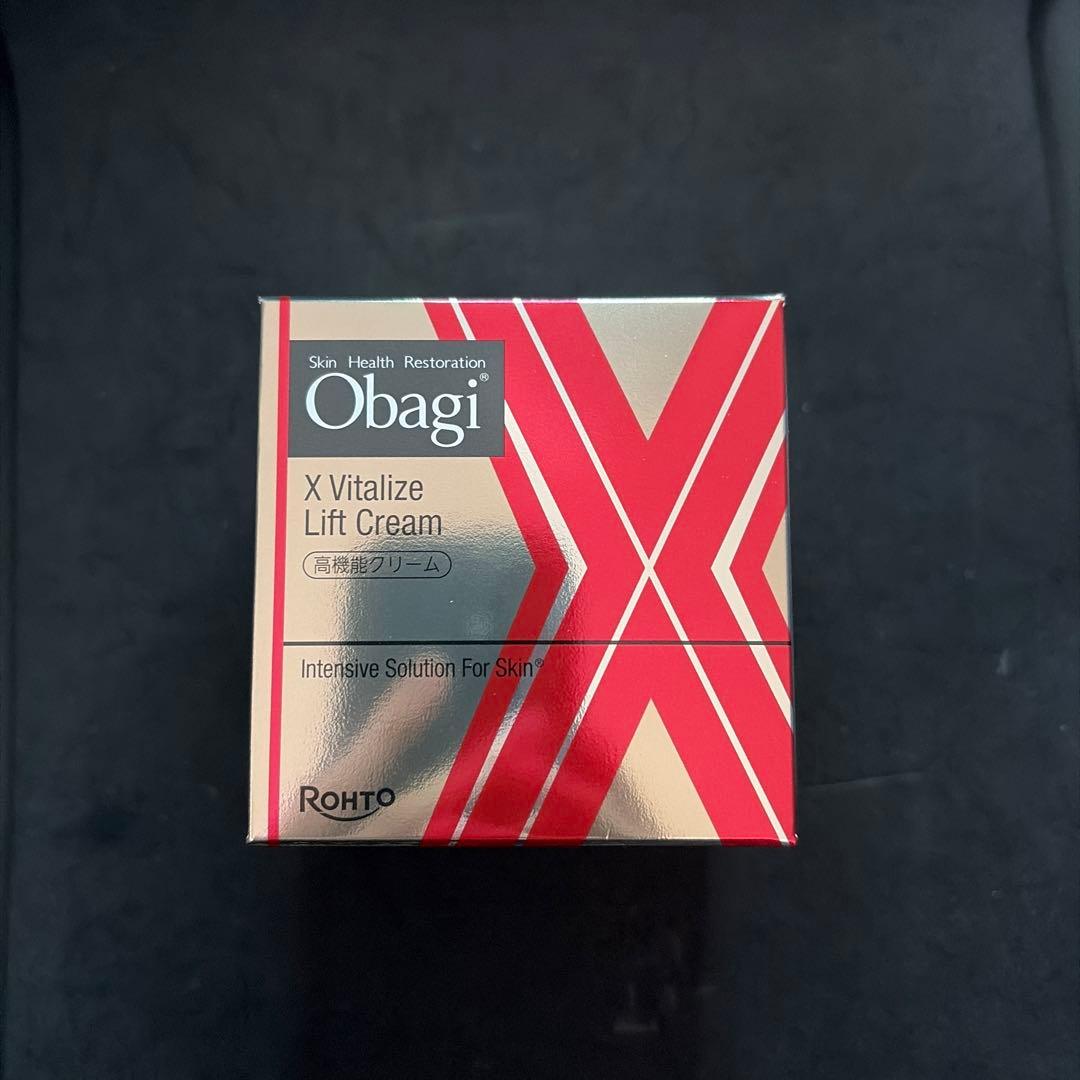 Skin Health Restoration
Obagi®
X Vitalize
Lift Cream
高機能クリーム
Intensive Solution For Skin®
ROHTO